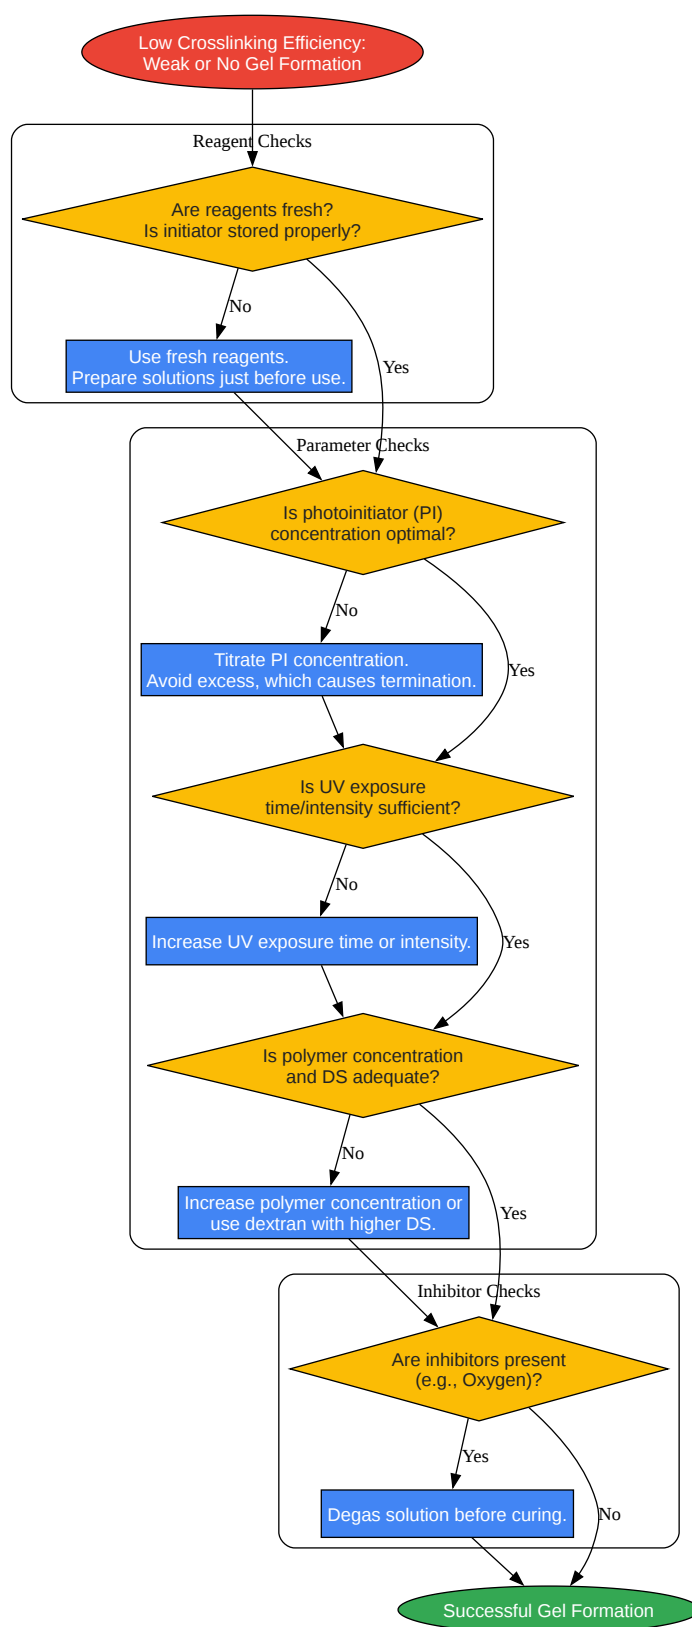 Low Crosslinking Efficiency:
Weak or No Gel Formation
Reagent Checks
Are reagents fresh?
Is initiator stored properly?
No
Use fresh reagents.
Prepare solutions just before use.
Yes
Parameter Checks
Is photoinitiator (PI)
concentration optimal?
No
Titrate PI concentration.
Avoid excess, which causes termination.
Yes
Is UV exposure
time/intensity sufficient?
No
Increase UV exposure time or intensity.
Yes
Is polymer concentration
and DS adequate?
No
Increase polymer concentration or
use dextran with higher DS.
Yes
Inhibitor Checks
Are inhibitors present
(e.g., Oxygen)?
Yes
Degas solution before curing.
No
Successful Gel Formation